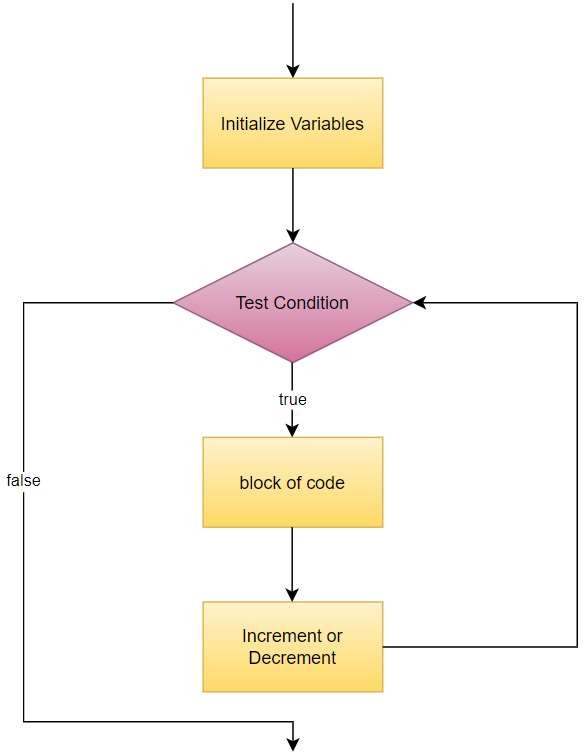 Initialize Variables
Test Condition
true
block of code
false
Increment or
Decrement